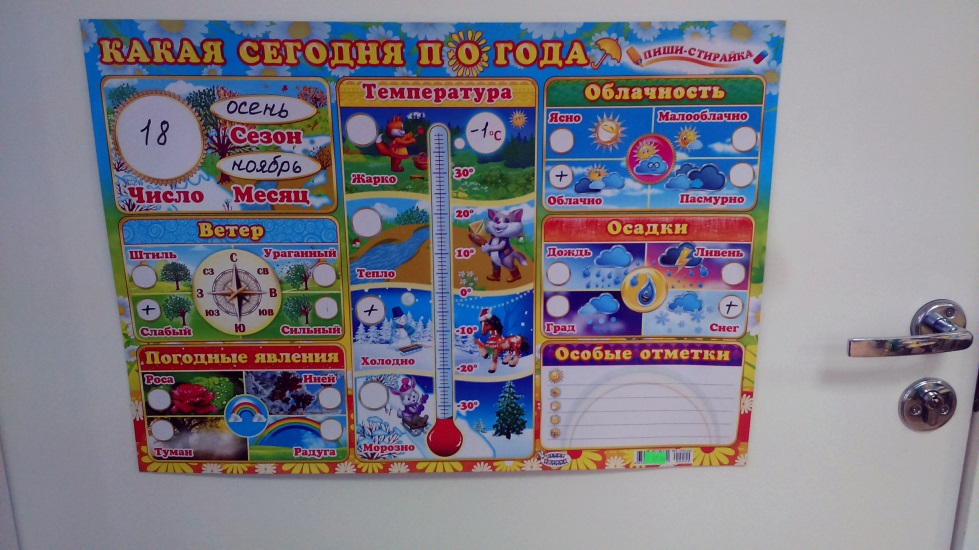 КАКАЯ СЕГОДНЯ ПОГОДА
ПИШИ-СТИРАЙКА
18
Число
осень
Сезон
ноябрь
Месяц
Ветер
Штиль
Ураганный
С
СЗ
СВ
З
В
ЮЗ
ЮВ
Ю
+
Слабый
Сильный
Погодные явления
Роса
Иней
Туман
Радуга
Температура
-1°C
Жарко
30°
20°
10°
Тепло
0°
+
-10°
Холодно
-20°
-30°
Морозно
Облачность
Ясно
Малооблачно
+
Облачно
Пасмурно
Осадки
Дождь
Ливень
+
Град
Снег
Особые отметки